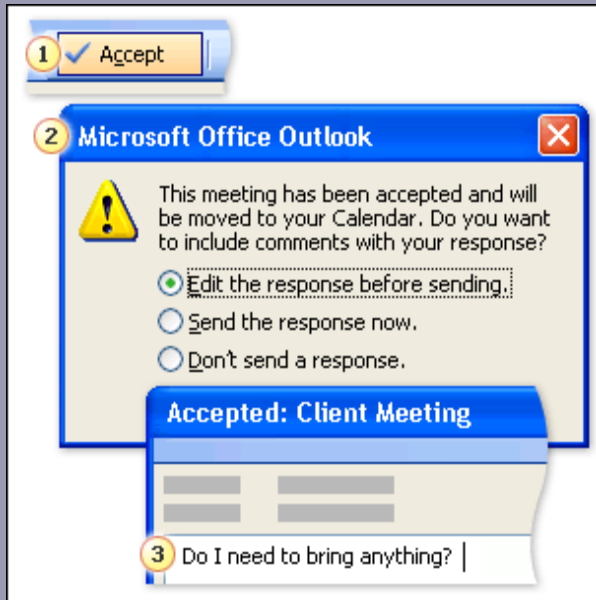 1 Accept
2 Microsoft Office Outlook
This meeting has been accepted and will
be moved to your Calendar. Do you want
to include comments with your response?
Edit the response before sending.
Send the response now.
Don't send a response.
Accepted: Client Meeting
3 Do I need to bring anything?